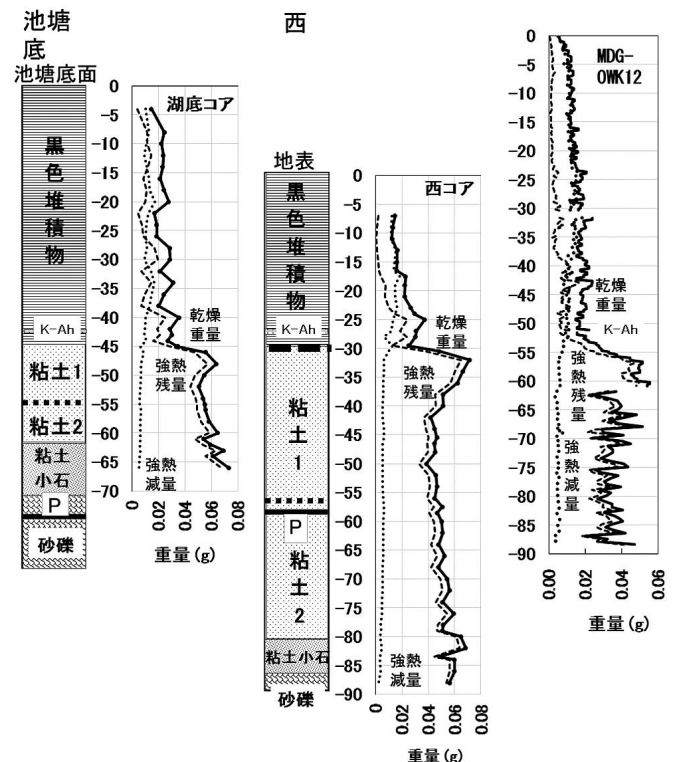 池塘
底
池塘底面
黒色堆積物
K-Ah
粘土1
粘土2
粘土
小石
P
砂礫
0
-5
-10
-15
-20
-25
-30
-35
-40
-45
-50
-55
-60
-65
-70
湖底コア
乾燥
重量
強熱
残量
強熱
減量
0
0.02
0.04
0.06
0.08
重量(g)
西
地表
黒色堆積物
K-Ah
粘土1
P
粘土2
粘土小石
砂礫
0
-5
-10
-15
-20
-25
-30
-35
-40
-45
-50
-55
-60
-65
-70
-75
-80
-85
-90
西コア
乾燥
重量
強熱
残量
強熱
減量
0
0.02
0.04
0.06
0.08
重量(g)
0
-5
-10
-15
-20
-25
-30
-35
-40
-45
-50
-55
-60
-65
-70
-75
-80
-85
-90
MDG-
OWK12
乾燥
重量
K-Ah
強熱残量
強熱減量
0.00
0.02
0.04
0.06
重量(g)